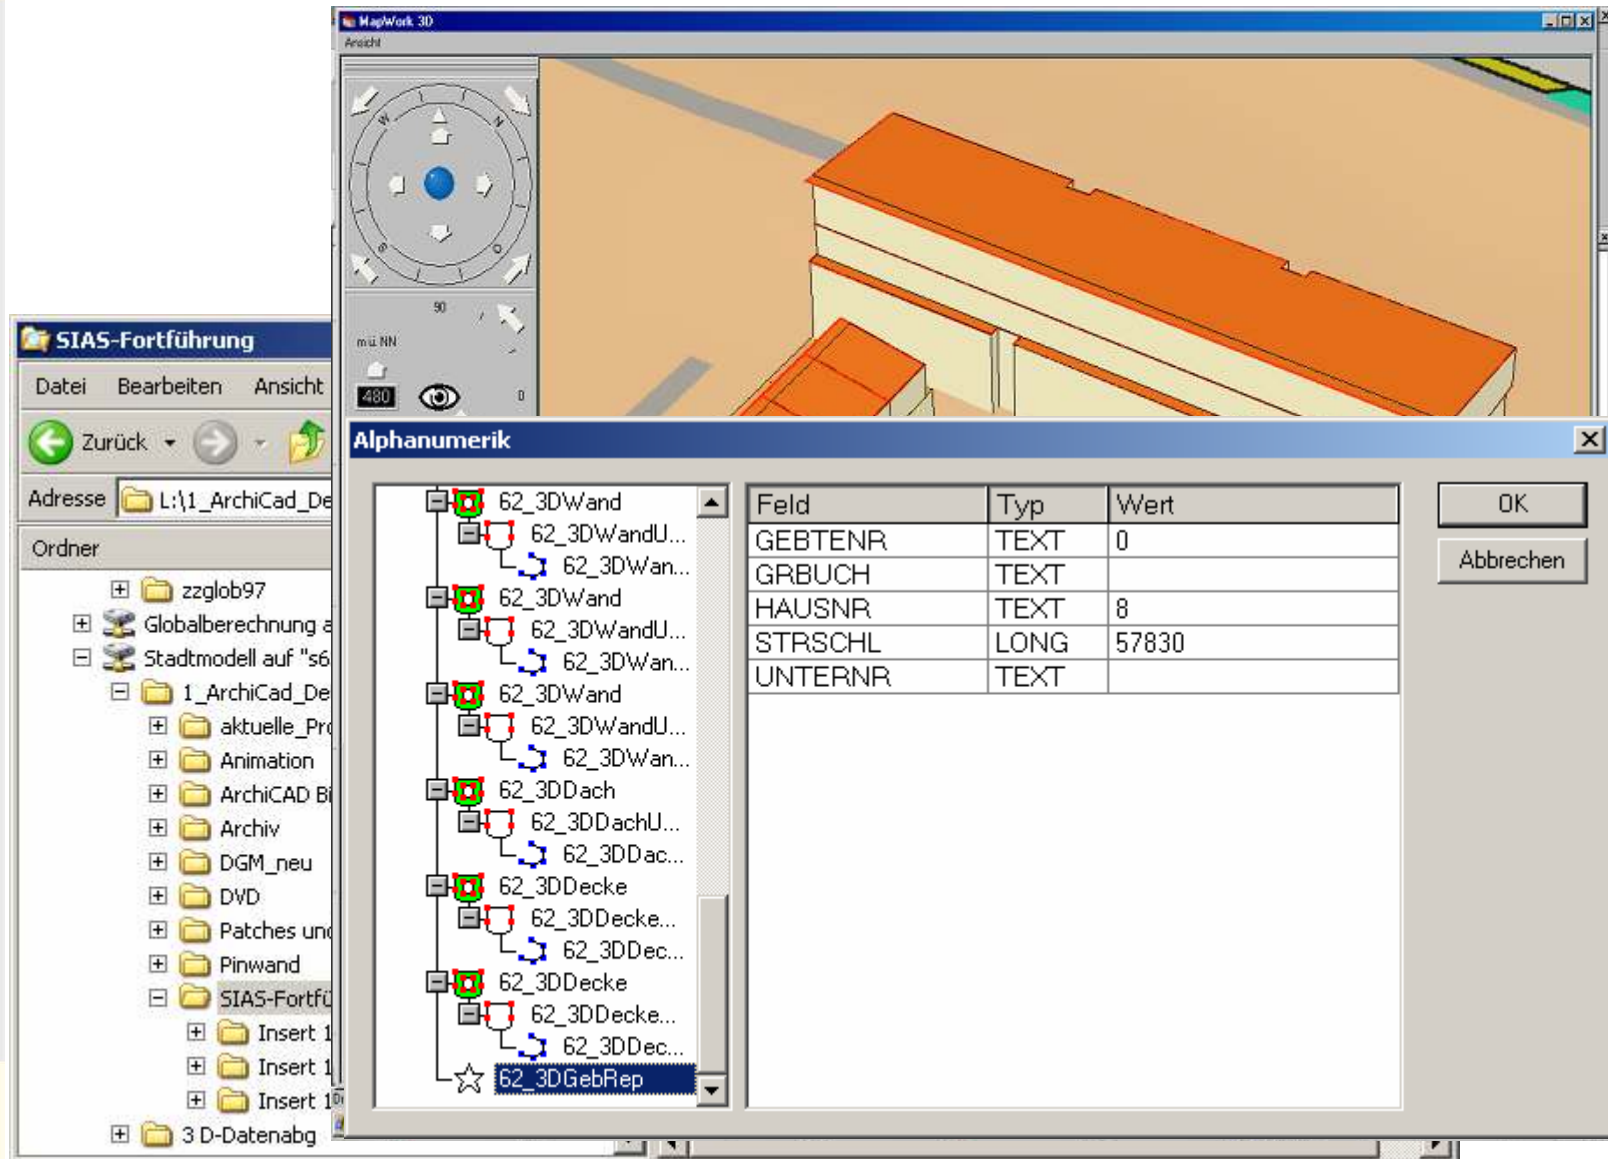 MapWork 3D
Ansicht
W
N
S
O
90
mü.NN
480
0
SIAS-Fortführung
Datei Bearbeiten Ansicht
Zurück
Adresse L:\1_ArchiCad_De
Ordner
zzglob97
Globalberechnung a
Stadtmodell auf "s6
1_ArchiCad_De
aktuelle_Pro
Animation
ArchiCAD Bi
Archiv
DGM_neu
DVD
Patches und
Pinwand
SIAS-Fortfü
Insert 1
Insert 1
Insert 1
3 D-Datenabg
Alphanumerik
62_3DWand
62_3DWandU...
62_3DWan...
62_3DWand
62_3DWandU...
62_3DWan...
62_3DWand
62_3DWandU...
62_3DWan...
62_3DDach
62_3DDachU...
62_3DDac...
62_3DDecke
62_3DDecke...
62_3DDec...
62_3DDecke
62_3DDecke...
62_3DDec...
62_3DGebRep
Feld Typ Wert
GEBTENR TEXT 0
GRBUCH TEXT
HAUSNR TEXT 8
STRSCHL LONG 57830
UNTERNR TEXT
OK
Abbrechen